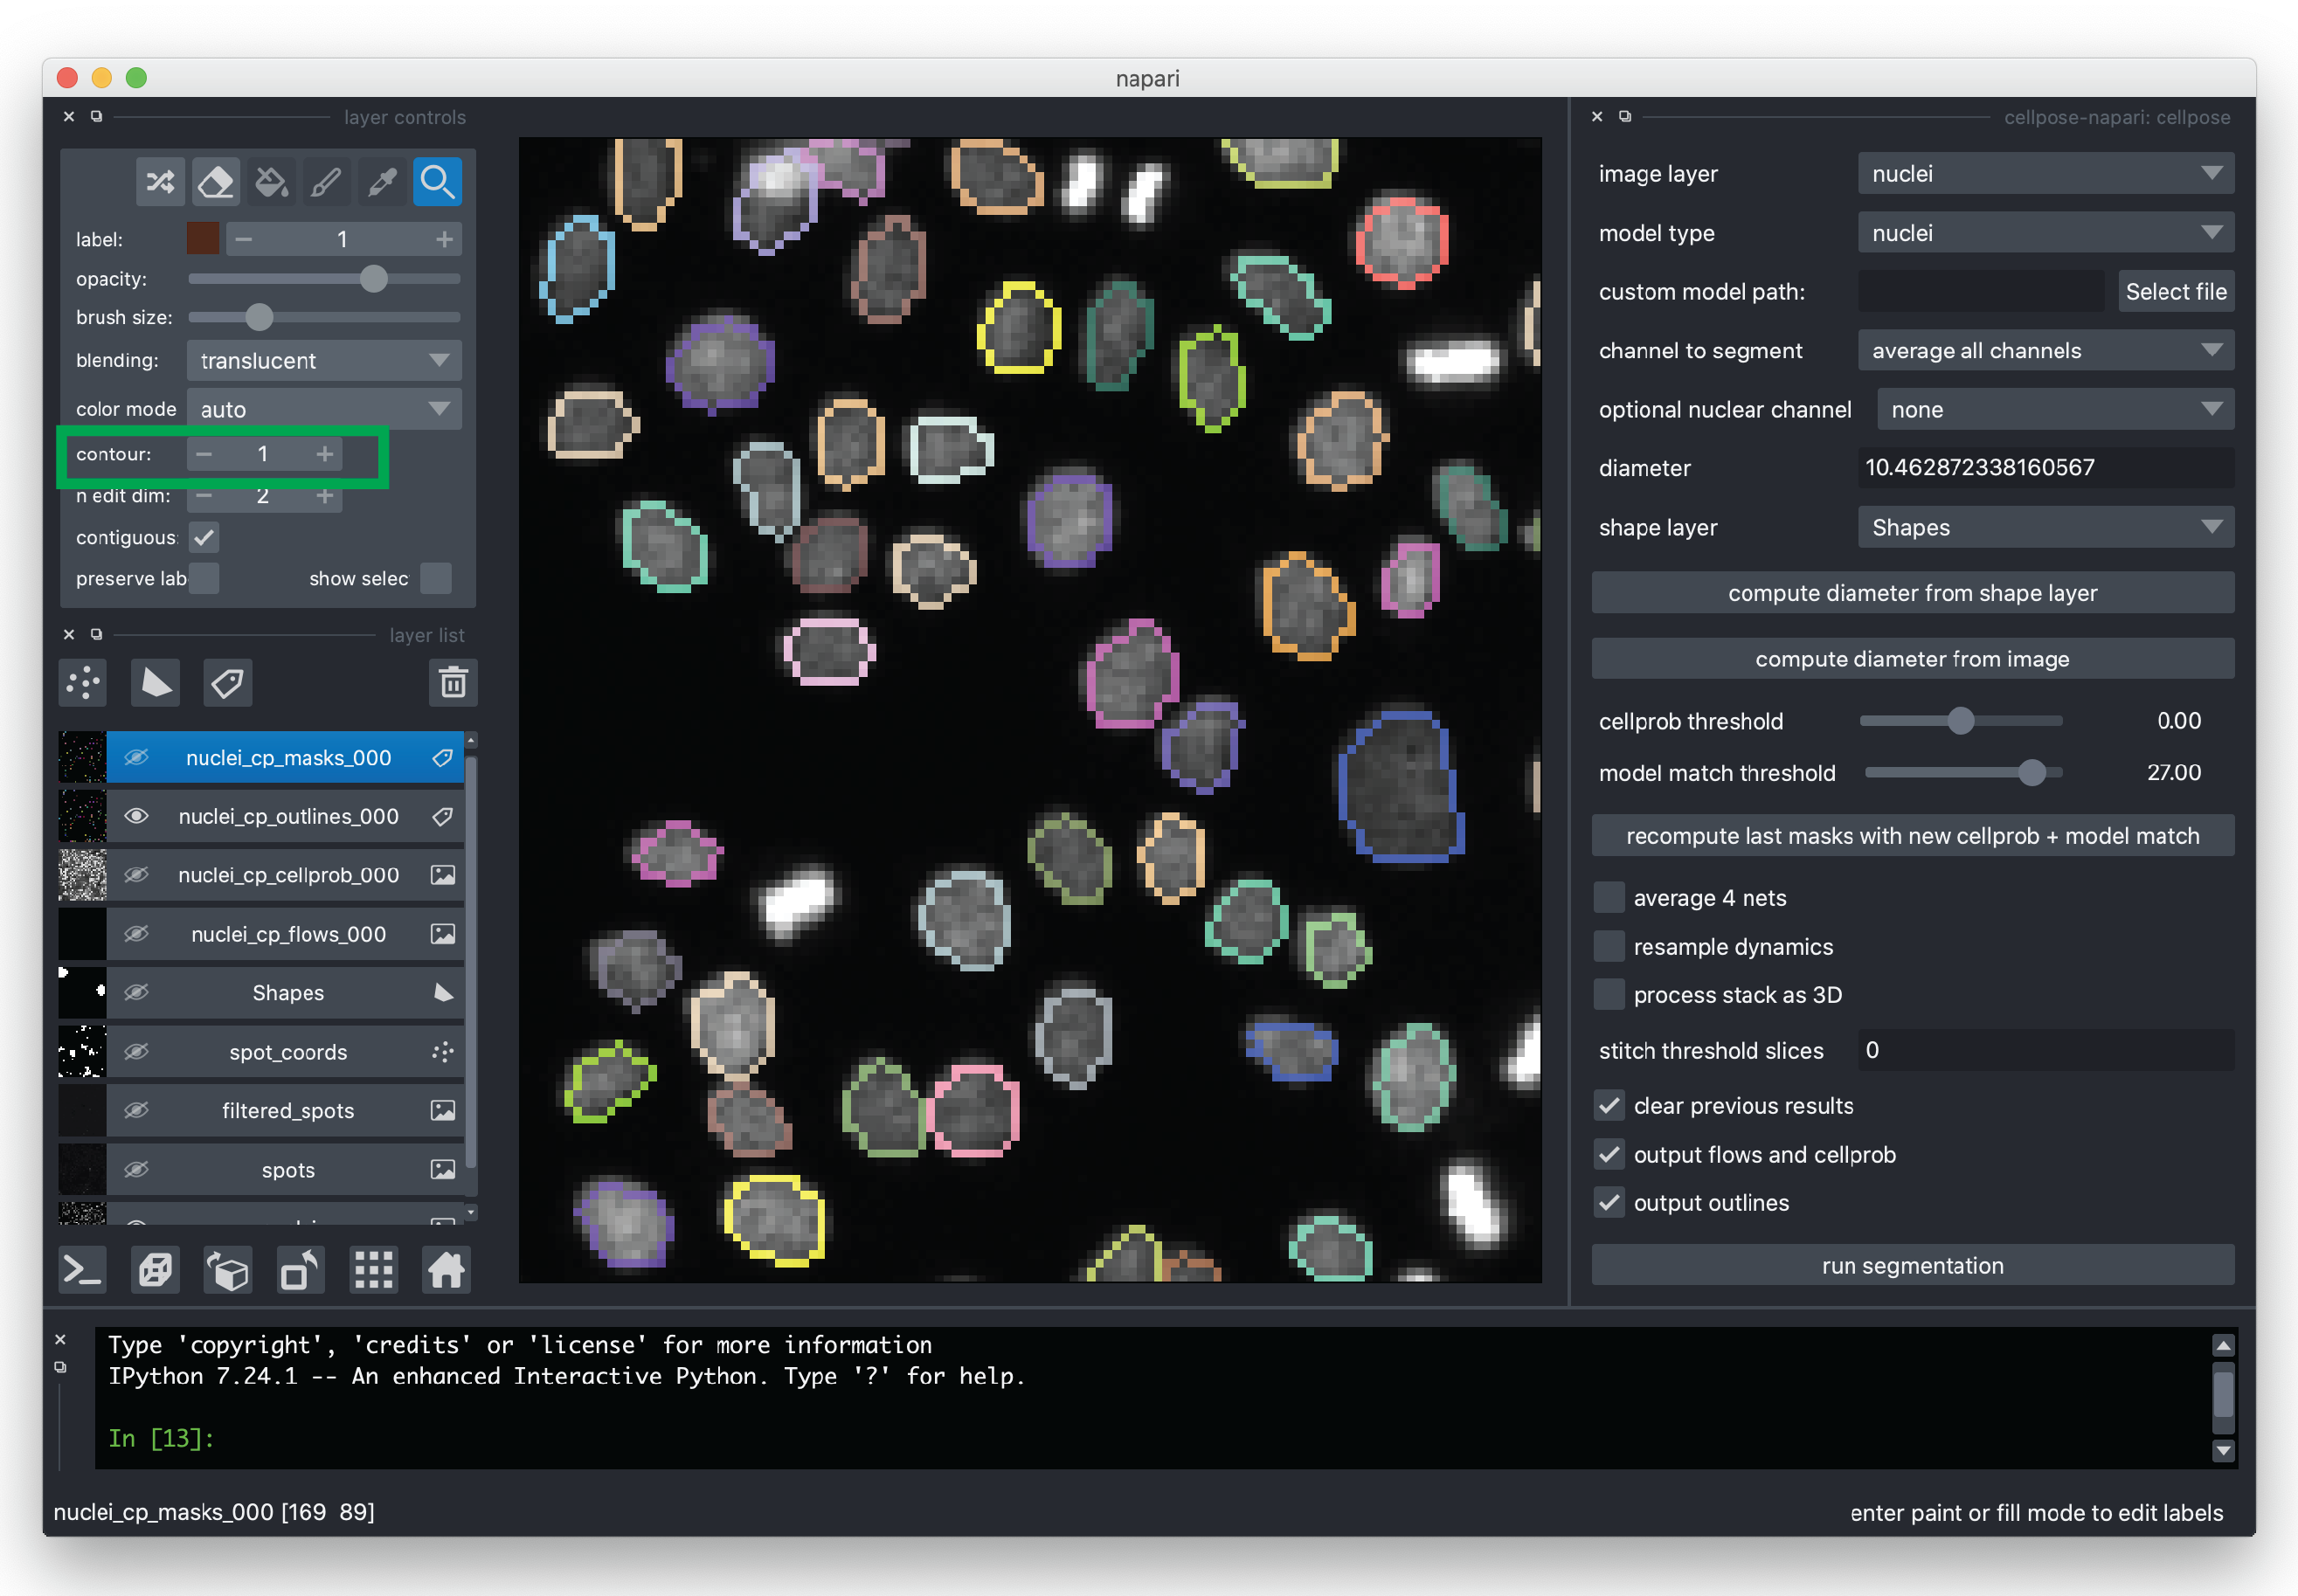 napari
layer controls
label: 1
opacity:
brush size:
blending: translucent
color mode auto
contour: 1
n edit dim: 2
contiguous:
preserve lab show selec
layer list
nuclei_cp_masks_000
nuclei_cp_outlines_000
nuclei_cp_cellprob_000
nuclei_cp_flows_000
Shapes
spot_coords
filtered_spots
spots
cellpose-napari: cellpose
image layer nuclei
model type nuclei
custom model path: Select file
channel to segment average all channels
optional nuclear channel none
diameter 10.462872338160567
shape layer Shapes
compute diameter from shape layer
compute diameter from image
cellprob threshold 0.00
model match threshold 27.00
recompute last masks with new cellprob + model match
average 4 nets
resample dynamics
process stack as 3D
stitch threshold slices 0
clear previous results
output flows and cellprob
output outlines
run segmentation
Type 'copyright', 'credits' or 'license' for more information
IPython 7.24.1 -- An enhanced Interactive Python. Type '?' for help.
In [13]:
nuclei_cp_masks_000 [169 89]
enter paint or fill mode to edit labels